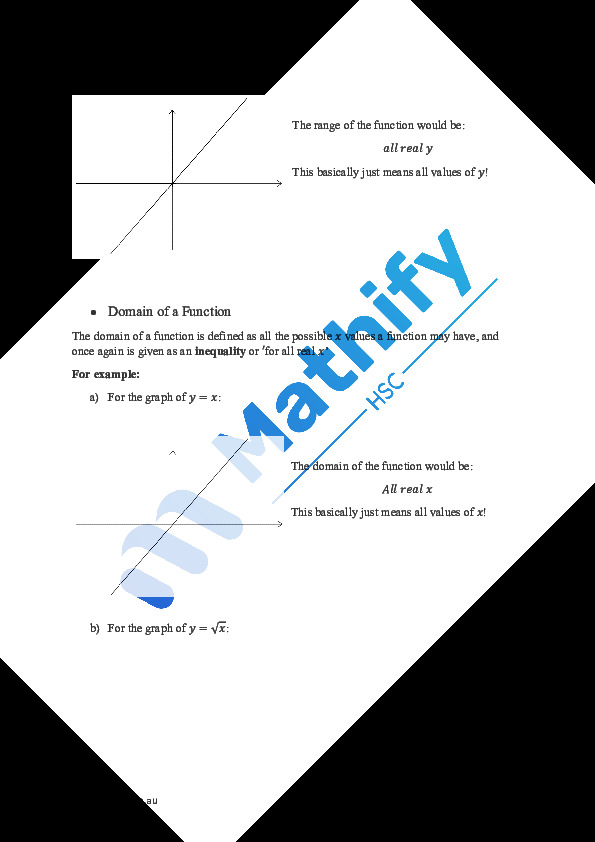 The range of the function would be:
all real y
This basically just means all values of y!
• Domain of a Function
The domain of a function is defined as all the possible x values a function may have, and
once again is given as an inequality or 'for all real x'
For example:
a) For the graph of y = x:
The domain of the function would be:
All real x
This basically just means all values of x!
b) For the graph of y = √x:
Mathify
HSC
au